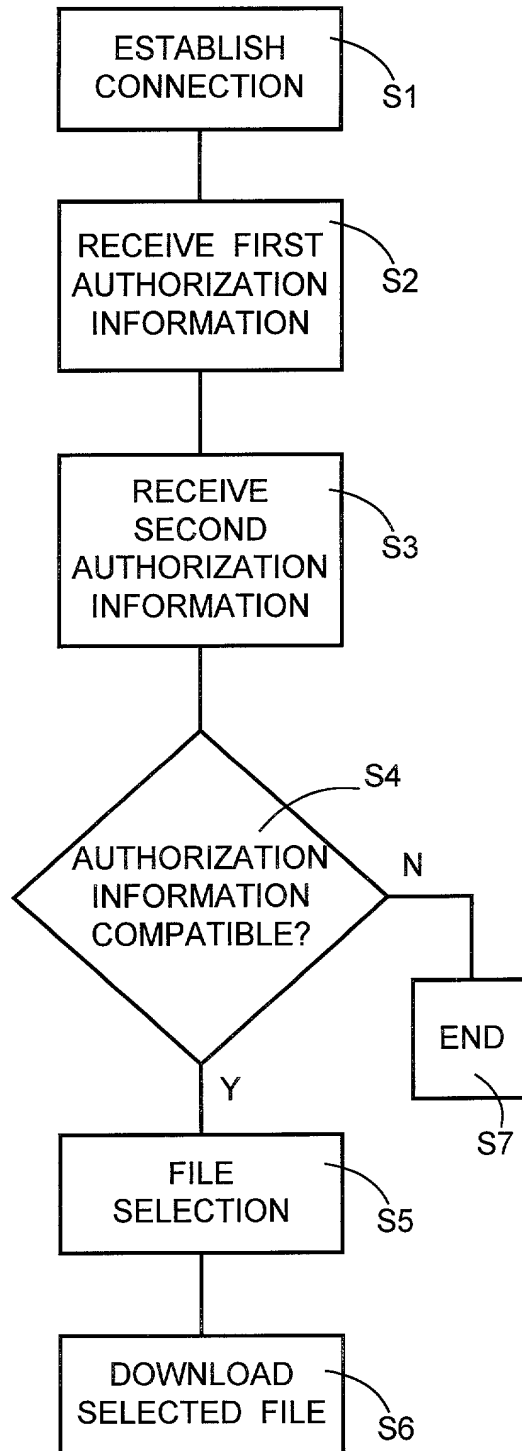 ESTABLISH
CONNECTION
S1
RECEIVE FIRST
AUTHORIZATION
INFORMATION
S2
RECEIVE
SECOND
AUTHORIZATION
INFORMATION
S3
S4
AUTHORIZATION
INFORMATION
COMPATIBLE?
N
END
S7
Y
FILE
SELECTION
S5
DOWNLOAD
SELECTED FILE
S6